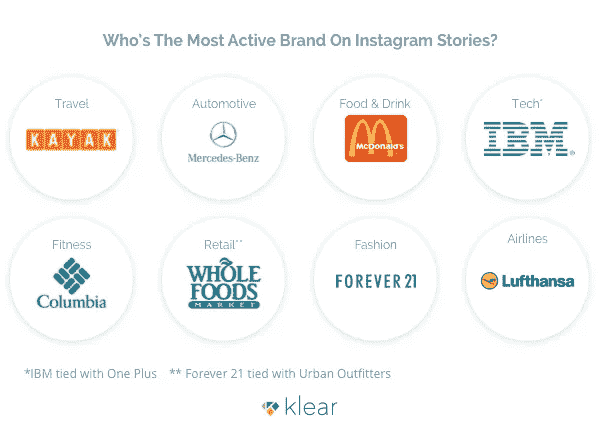 Who's The Most Active Brand On Instagram Stories?
Travel
KAYAK
Automotive
Mercedes-Benz
Food & Drink
McDonald's
Tech*
IBM®
Fitness
Columbia
Retail**
WHOLE
FOODS
MARKET
Fashion
FOREVER 21
Airlines
Lufthansa
*IBM tied with One Plus ** Forever 21 tied with Urban Outfitters
klear